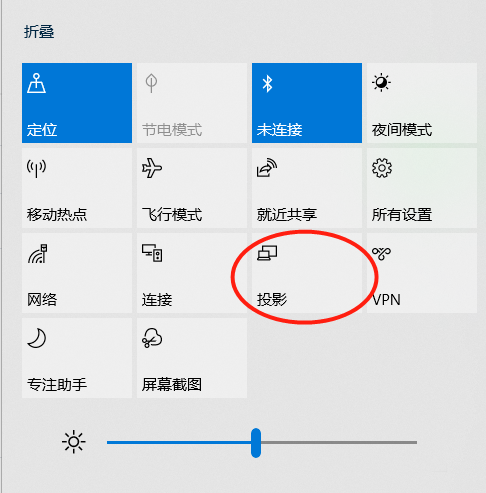 折叠
定位
节电模式
未连接
夜间模式
移动热点
飞行模式
就近共享
所有设置
网络
连接
投影
VPN
专注助手
屏幕截图